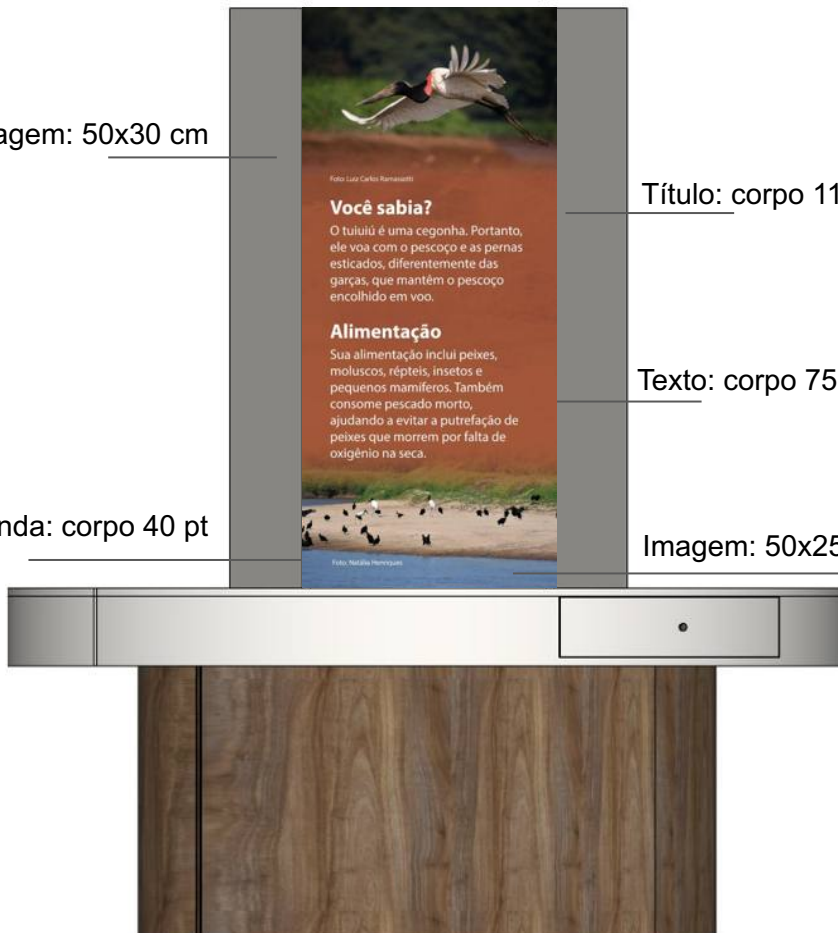 agem: 50x30 cm
Foto: Luiz Carlos Ramassotti
Você sabia?
O tuiuiú é uma cegonha. Portanto,
ele voa com o pescoço e as pernas
esticados, diferentemente das
garças, que mantêm o pescoço
encolhido em voo.
Título: corpo 11
Alimentação
Sua alimentação inclui peixes,
moluscos, répteis, insetos e
pequenos mamíferos. Também
consome pescado morto,
ajudando a evitar a putrefação de
peixes que morrem por falta de
oxigênio na seca.
Texto: corpo 75
nda: corpo 40 pt
Foto: Natália Henriques
Imagem: 50x25